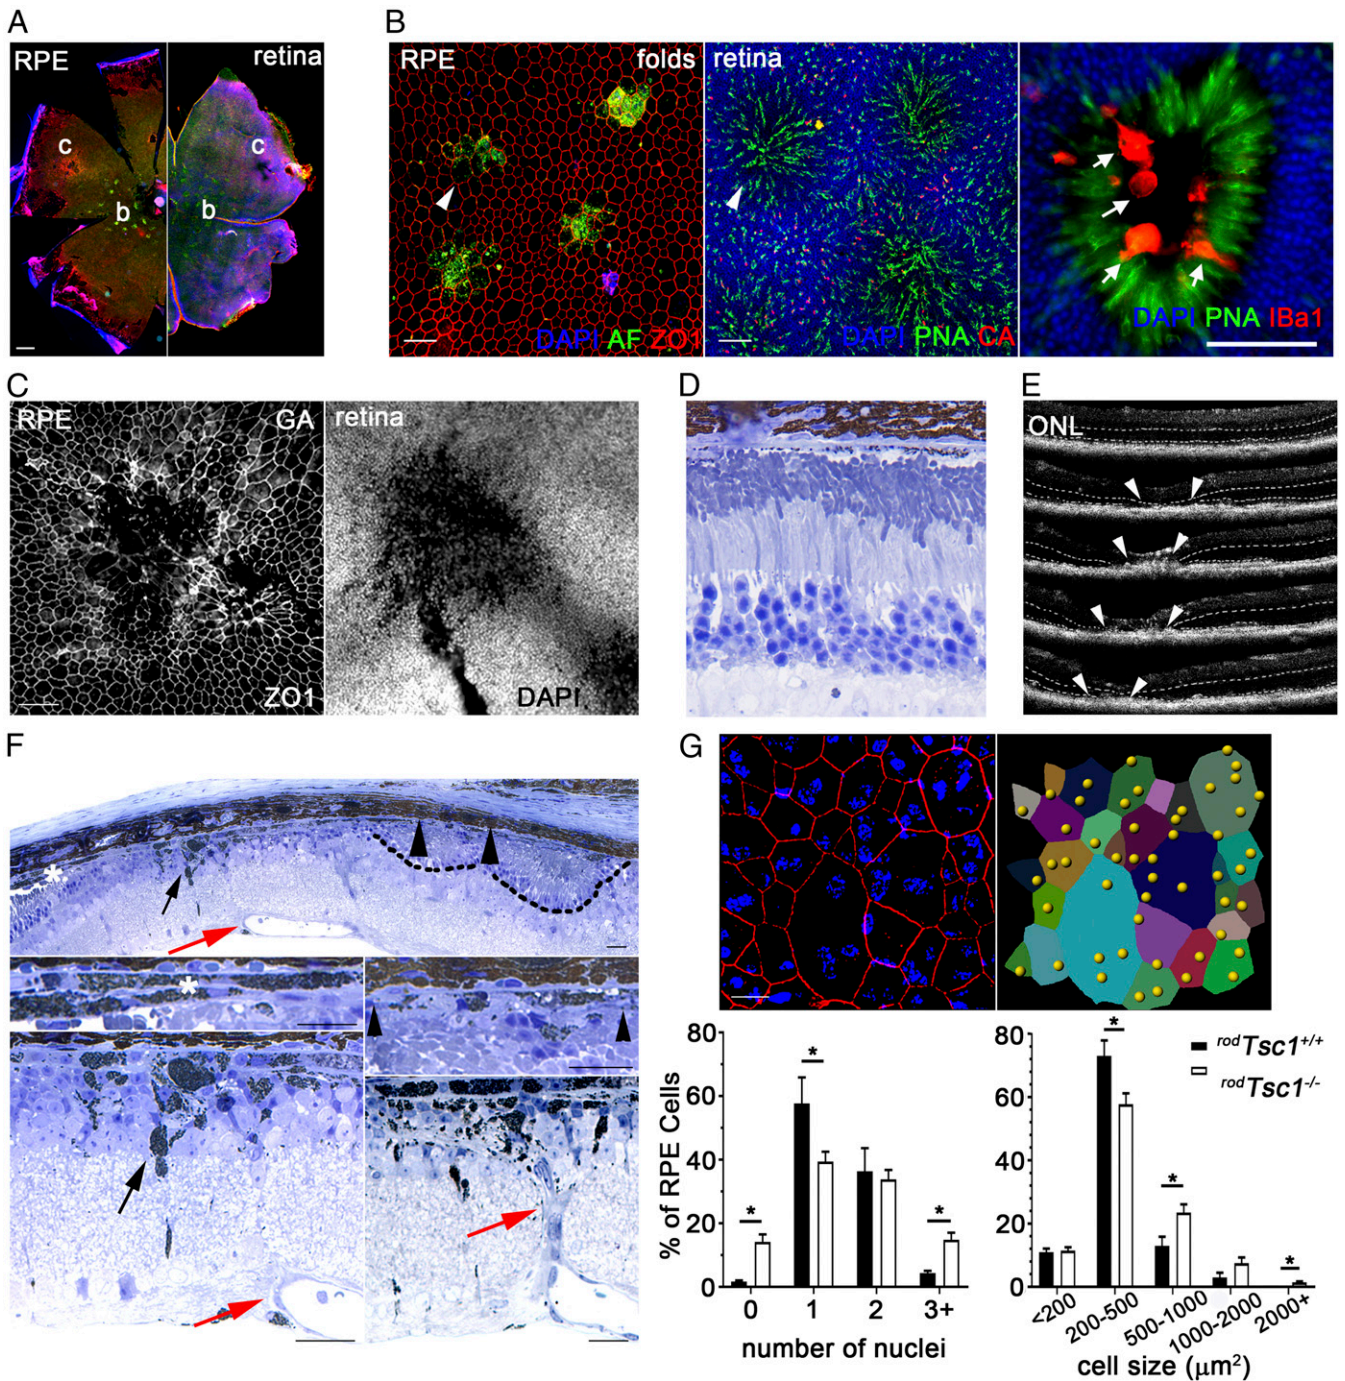 A
RPE
retina
c
c
b
b
B
RPE
folds
retina
DAPI AF ZO1
DAPI PNA CA
DAPI PNA IBa1
C
RPE
GA
retina
ZO1
DAPI
D
E
ONL
F
*
*
G
80
60
40
20
0
% of RPE Cells
*
*
*
0
1
2
3+
number of nuclei
80
60
40
20
0
*
*
*
rodTsc1+/+
rodTsc1-/-
<200
200-500
500-1000
1000-2000
2000+
cell size (μm²)